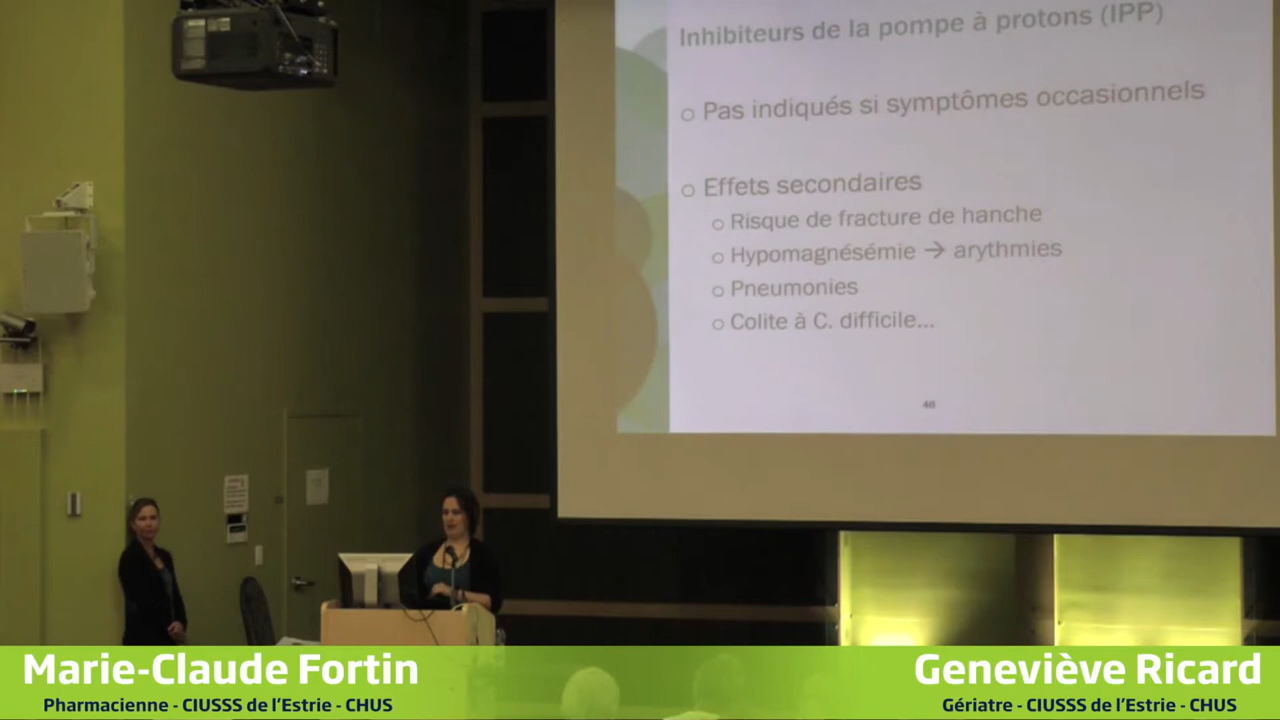 Inhibiteurs de la pompe à protons (IPP)
o Pas indiqués si symptômes occasionnels
o Effets secondaires
o Risque de fracture de hanche
o Hypomagnésémie → arythmies
o Pneumonies
o Colite à C. difficile...
46
Marie-Claude Fortin
Pharmacienne - CIUSSS de l'Estrie - CHUS
Geneviève Ricard
Gériatre - CIUSSS de l'Estrie - CHUS